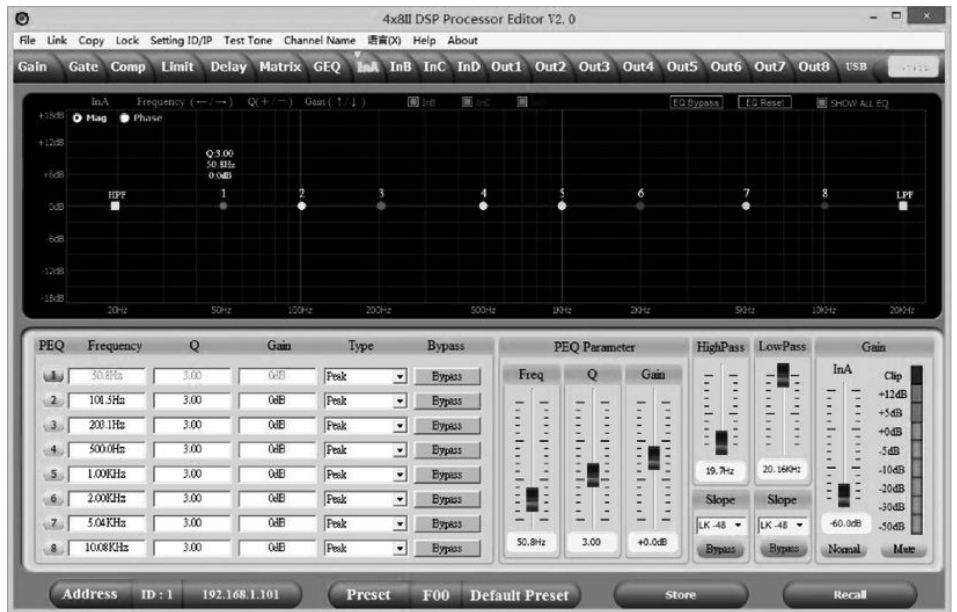 4x8II DSP Processor Editor V2. 0
File Link Copy Lock Setting ID/IP Test Tone Channel Name 语言(X) Help About
Gain Gate Comp Limit Delay Matrix GEQ InA InB InC InD Out1 Out2 Out3 Out4 Out5 Out6 Out7 Out8 USB
InA Frequency (←/→) Q(+/−) Gain(↑/↓) InB InC EQ Bypass EQ Reset SHOW ALL EQ
+18dB Mag Phase
+12dB
Q:3.00
50.8Hz
+6dB 0.0dB
HPF 1 2 3 4 5 6 7 8 LPF
0dB
-6dB
-12dB
-18dB
20Hz 50Hz 100Hz 200Hz 500Hz 1KHz 2KHz 5KHz 10KHz 20KHz
PEQ Frequency Q Gain Type Bypass PEQ Parameter HighPass LowPass Gain
1 50.8Hz 3.00 0dB Peak Bypass Freq Q Gain InA Clip
2 101.5Hz 3.00 0dB Peak Bypass +12dB
3 203.1Hz 3.00 0dB Peak Bypass +5dB
+0dB
4 500.0Hz 3.00 0dB Peak Bypass -5dB
5 1.00KHz 3.00 0dB Peak Bypass 19.7Hz 20.16KHz -10dB
6 2.00KHz 3.00 0dB Peak Bypass Slope Slope -20dB
-30dB
7 5.04KHz 3.00 0dB Peak Bypass LK-48 LK-48 -60.0dB -50dB
8 10.08KHz 3.00 0dB Peak Bypass 50.8Hz 3.00 +0.0dB Bypass Bypass Normal Mute
Address ID : 1 192.168.1.101 Preset F00 Default Preset Store Recall